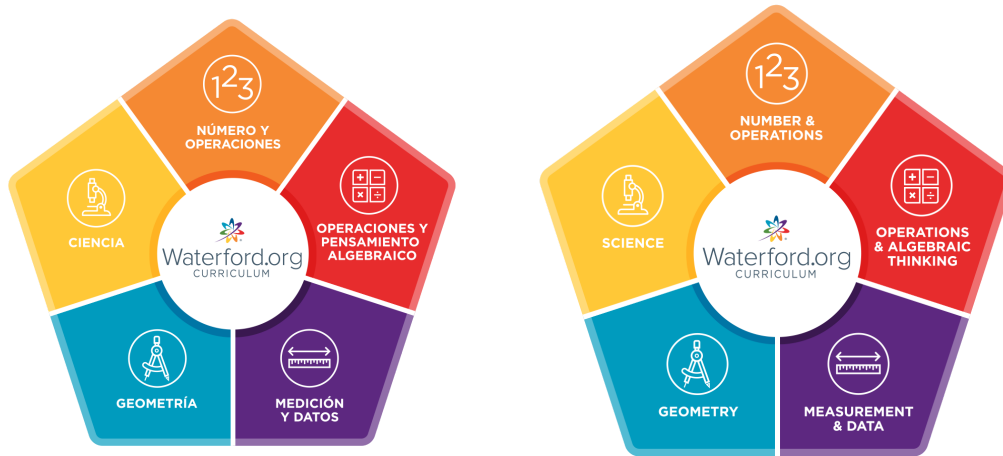 123
NÚMERO Y
OPERACIONES
CIENCIA
OPERACIONES Y
PENSAMIENTO
ALGEBRAICO
Waterford.org
CURRICULUM
GEOMETRÍA
MEDICIÓN
Y DATOS
123
NUMBER &
OPERATIONS
SCIENCE
OPERATIONS
& ALGEBRAIC
THINKING
Waterford.org
CURRICULUM
GEOMETRY
MEASUREMENT
& DATA